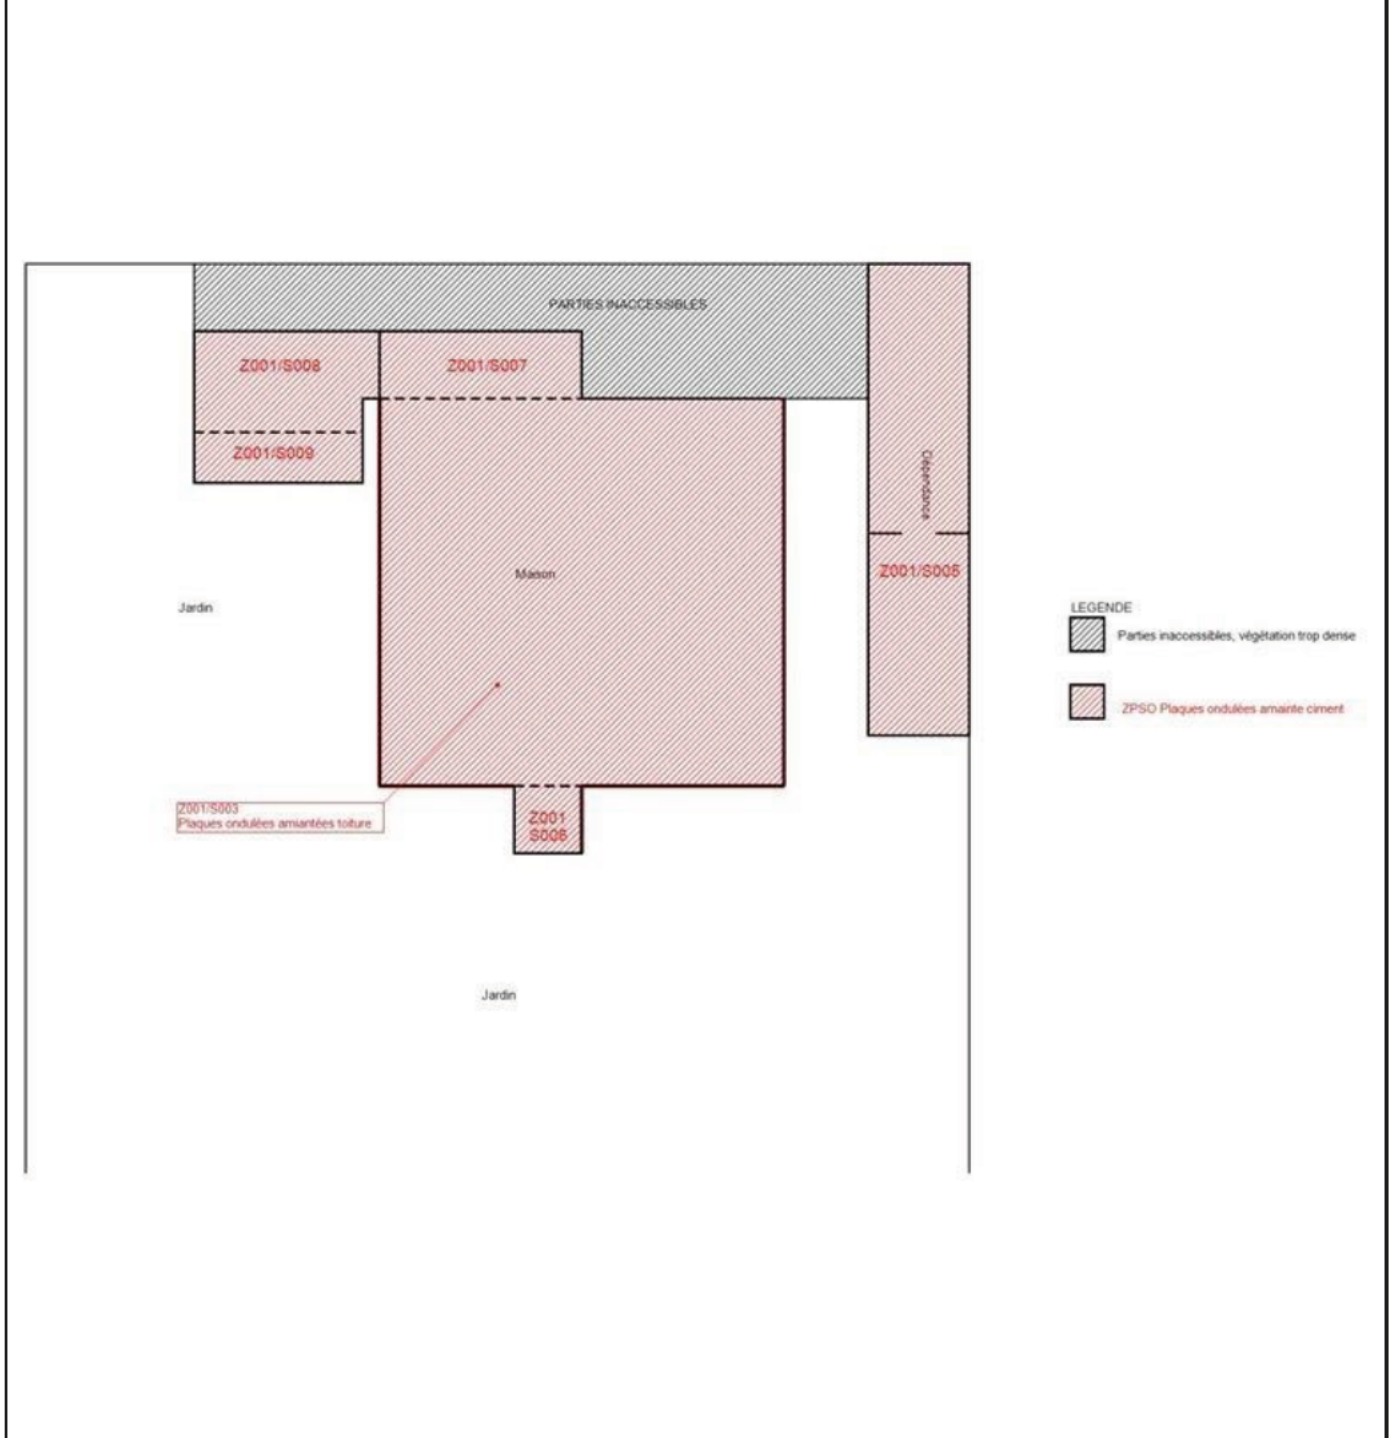 PARTIES INACCESSIBLES
Z001/S008
Z001/S007
Z001/S009
Dépendance
Z001/S005
Maison
Jardin
LEGENDE
Parties inaccessibles, végétation trop dense
ZPSO Plaques ondulées amainte ciment
Z001/S003
Plaques ondulées amiantées toiture
Z001
S006
Jardin